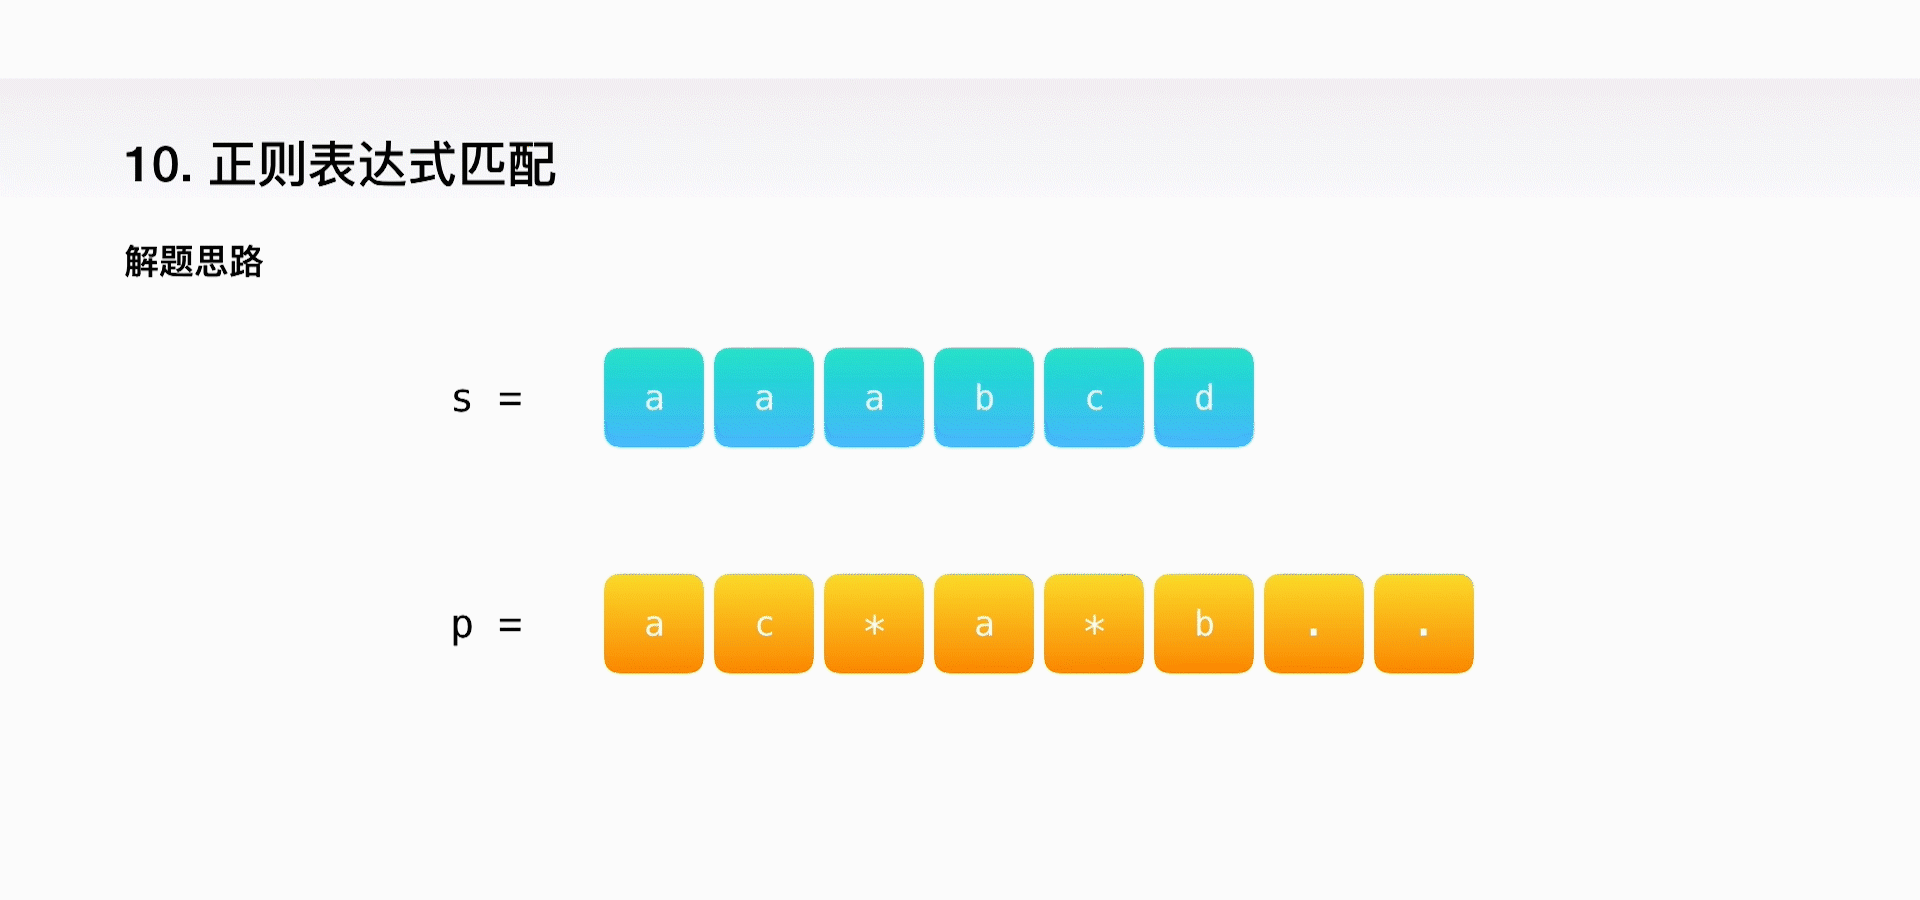 10. 正则表达式匹配
解题思路
s = a a a b c d
p = a c * a * b . .